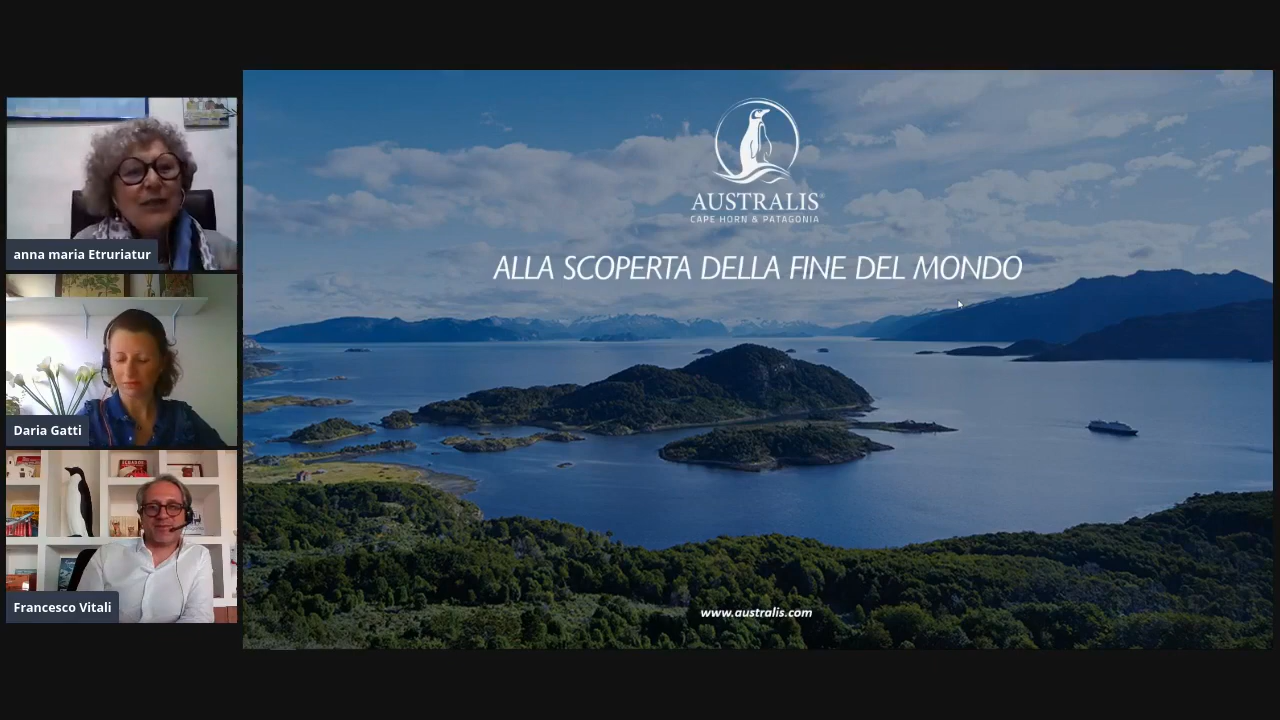 anna maria Etruriatur
Daria Gatti
Francesco Vitali
AUSTRALIS
CAPE HORN & PATAGONIA
ALLA SCOPERTA DELLA FINE DEL MONDO
www.australis.com